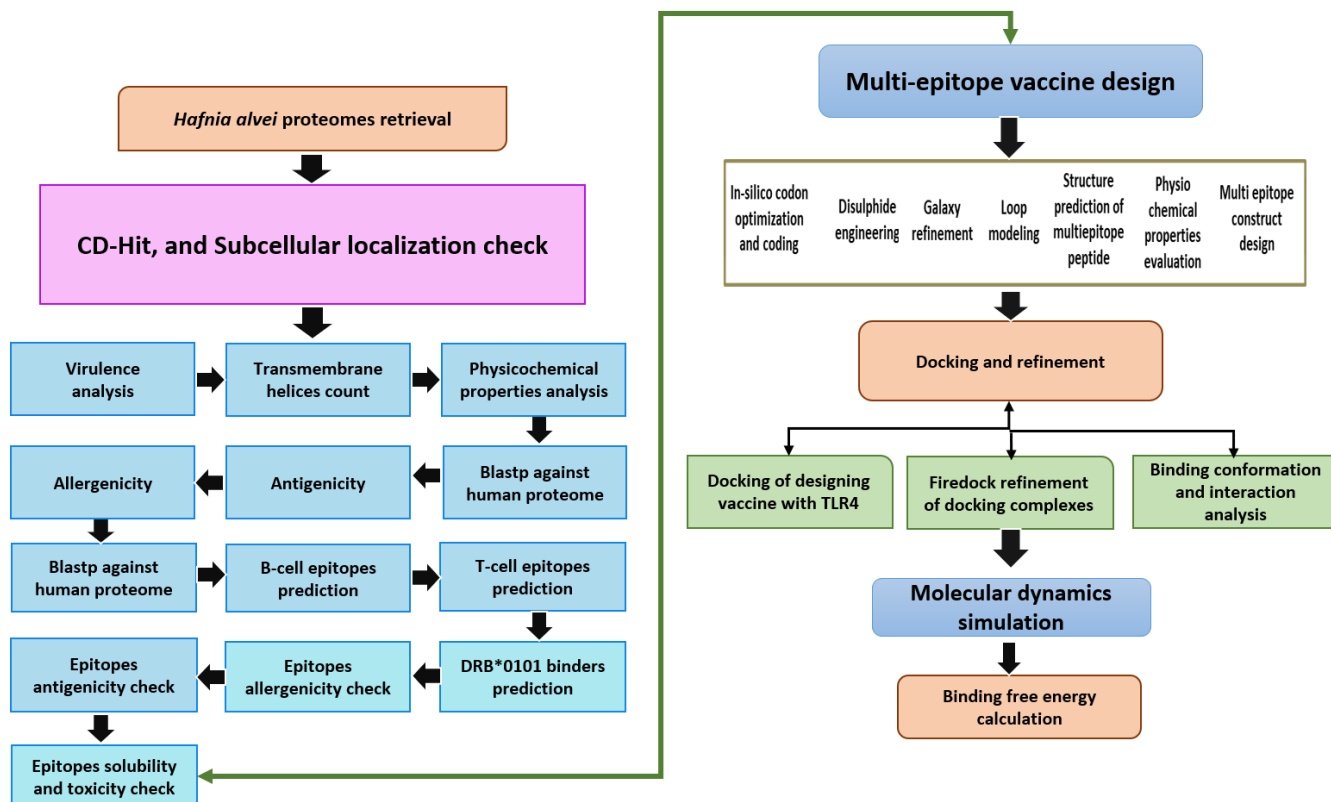 Hafnia alvei proteomes retrieval
CD-Hit, and Subcellular localization check
Virulence
analysis
Transmembrane
helices count
Physicochemical
properties analysis
Allergenicity
Antigenicity
Blastp against
human proteome
Blastp against
human proteome
B-cell epitopes
prediction
T-cell epitopes
prediction
Epitopes
antigenicity check
Epitopes
allergenicity check
DRB*0101 binders
prediction
Epitopes solubility
and toxicity check
Multi-epitope vaccine design
In-silico codon
optimization
and coding
Disulphide
engineering
Galaxy
refinement
Loop
modeling
Structure
prediction of
multiepitope
peptide
Physio
chemical
properties
evaluation
Multi epitope
construct
design
Docking and refinement
Docking of designing
vaccine with TLR4
Firedock refinement
of docking complexes
Binding conformation
and interaction
analysis
Molecular dynamics
simulation
Binding free energy
calculation